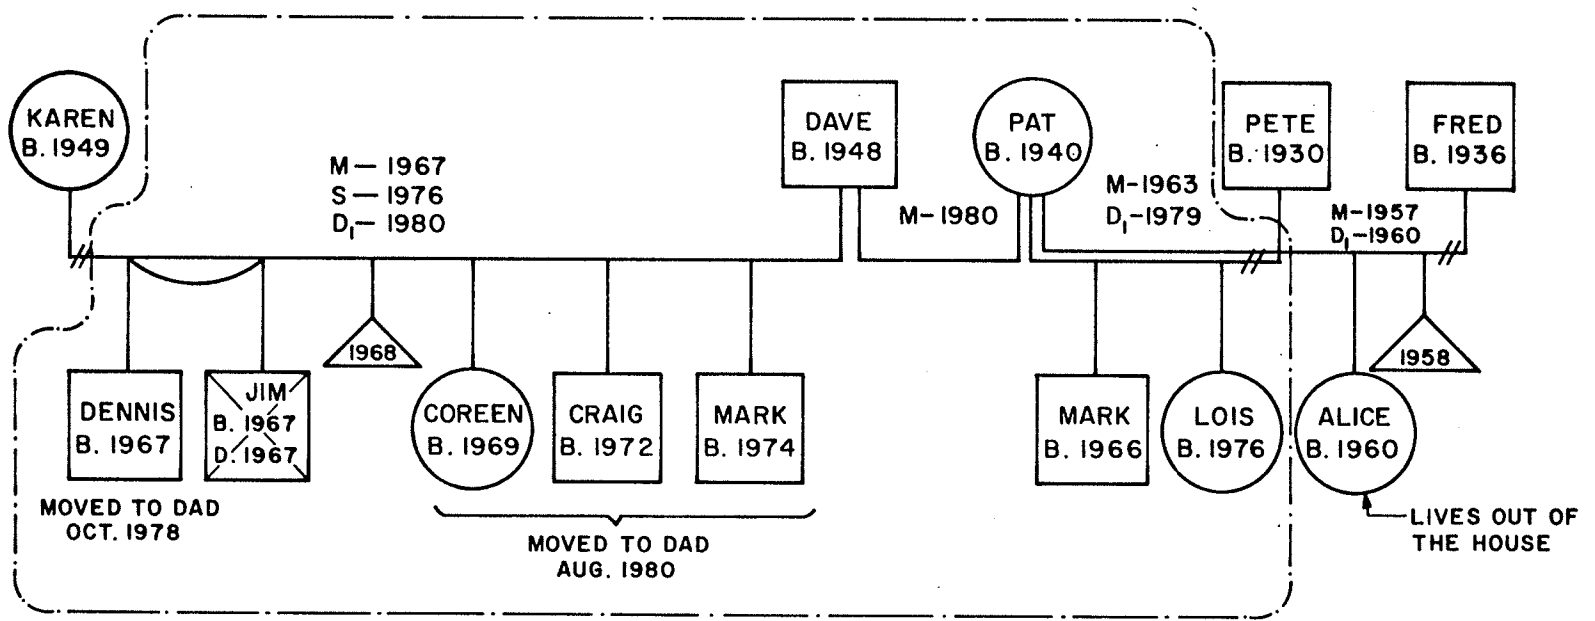 KAREN
B. 1949
M — 1967
S — 1976
D₁ — 1980
DAVE
B. 1948
M-1980
PAT
B. 1940
M-1963
D₁-1979
PETE
B. 1930
M-1957
D₁-1960
FRED
B. 1936
DENNIS
B. 1967
MOVED TO DAD
OCT. 1978
JIM
B. 1967
D. 1967
1968
COREEN
B. 1969
CRAIG
B. 1972
MARK
B. 1974
MOVED TO DAD
AUG. 1980
MARK
B. 1966
LOIS
B. 1976
ALICE
B. 1960
1958
LIVES OUT OF
THE HOUSE